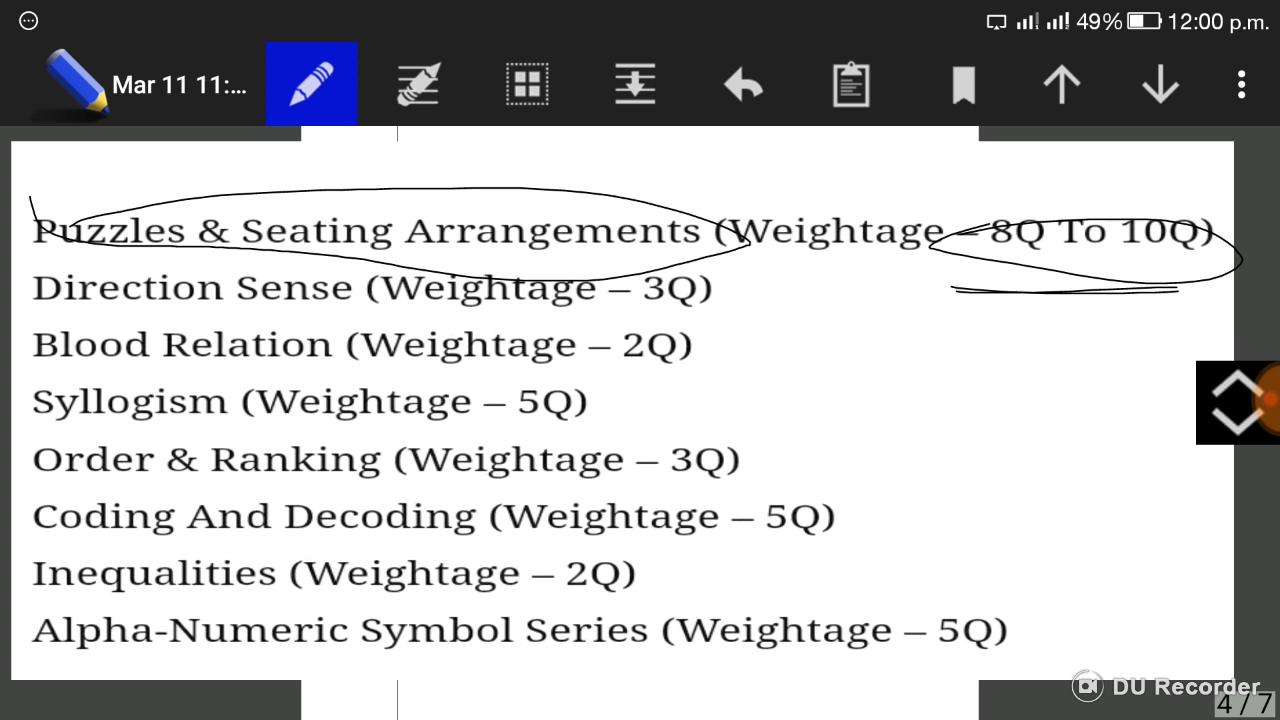 49% 12:00 p.m.
Mar 11 11:...
Puzzles & Seating Arrangements (Weightage – 8Q To 10Q)
Direction Sense (Weightage – 3Q)
Blood Relation (Weightage – 2Q)
Syllogism (Weightage – 5Q)
Order & Ranking (Weightage – 3Q)
Coding And Decoding (Weightage – 5Q)
Inequalities (Weightage – 2Q)
Alpha-Numeric Symbol Series (Weightage – 5Q)
DU Recorder
4 / 7